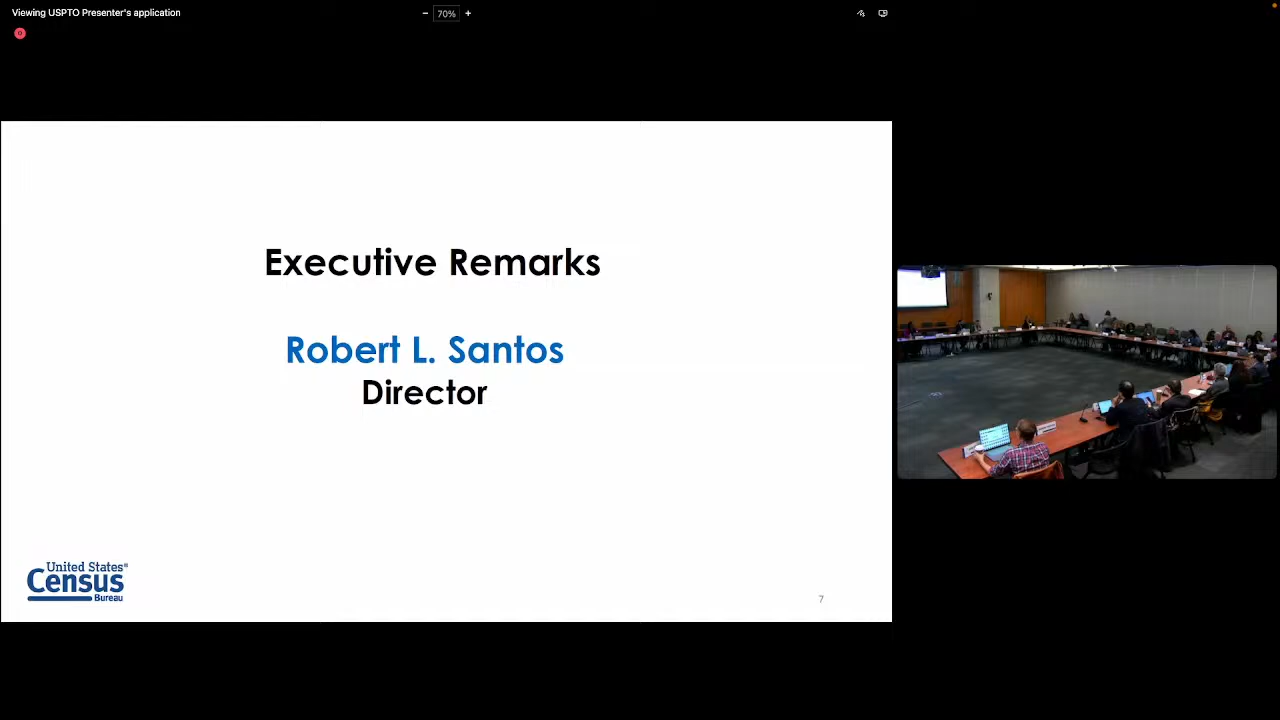 Viewing USPTO Presenter's application
− 70% +
Executive Remarks
Robert L. Santos
Director
United States®
Census
Bureau
7